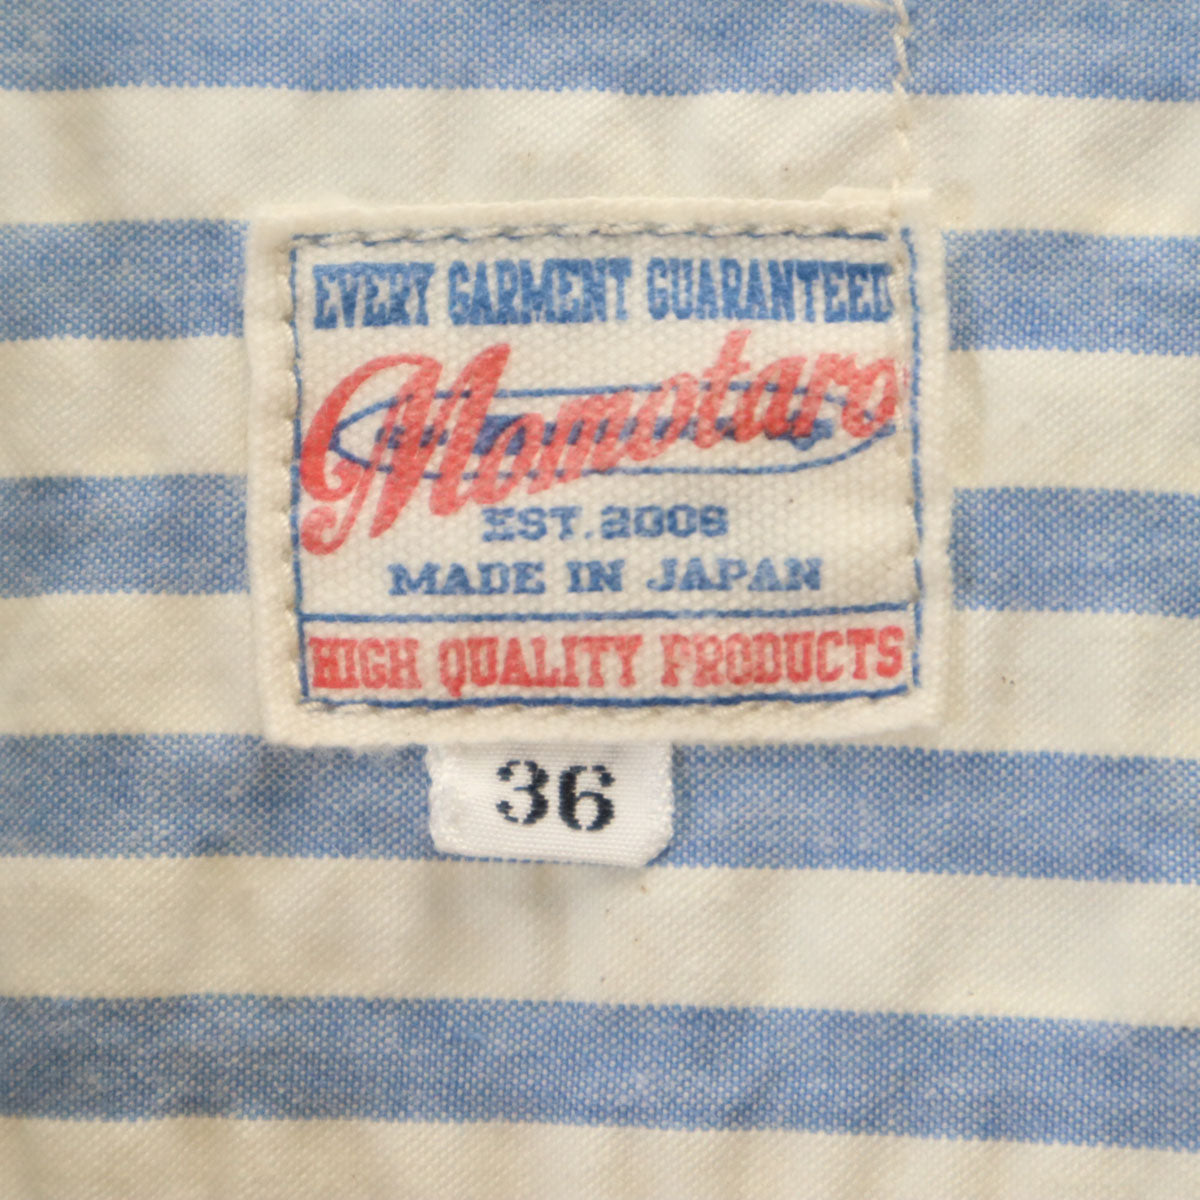 EVERY GARMENT GUARANTEED
Momotaro
EST. 2006
MADE IN JAPAN
HIGH QUALITY PRODUCTS
36